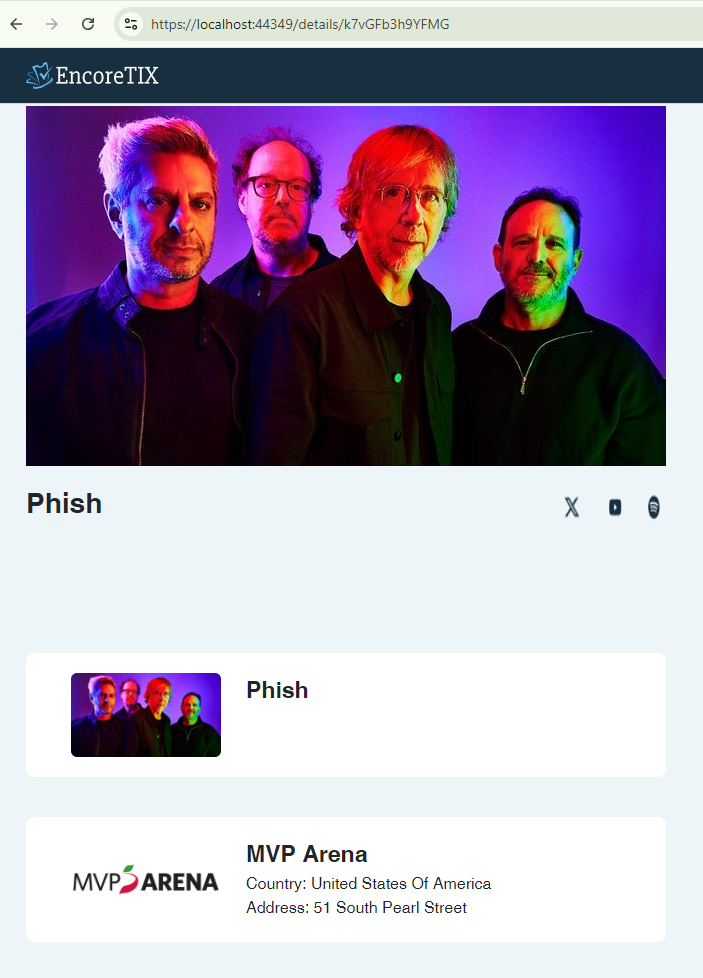 https://localhost:44349/details/k7vGFb3h9YFMG
EncoreTIX
Phish
Phish
MVP ARENA
MVP Arena
Country: United States Of America
Address: 51 South Pearl Street